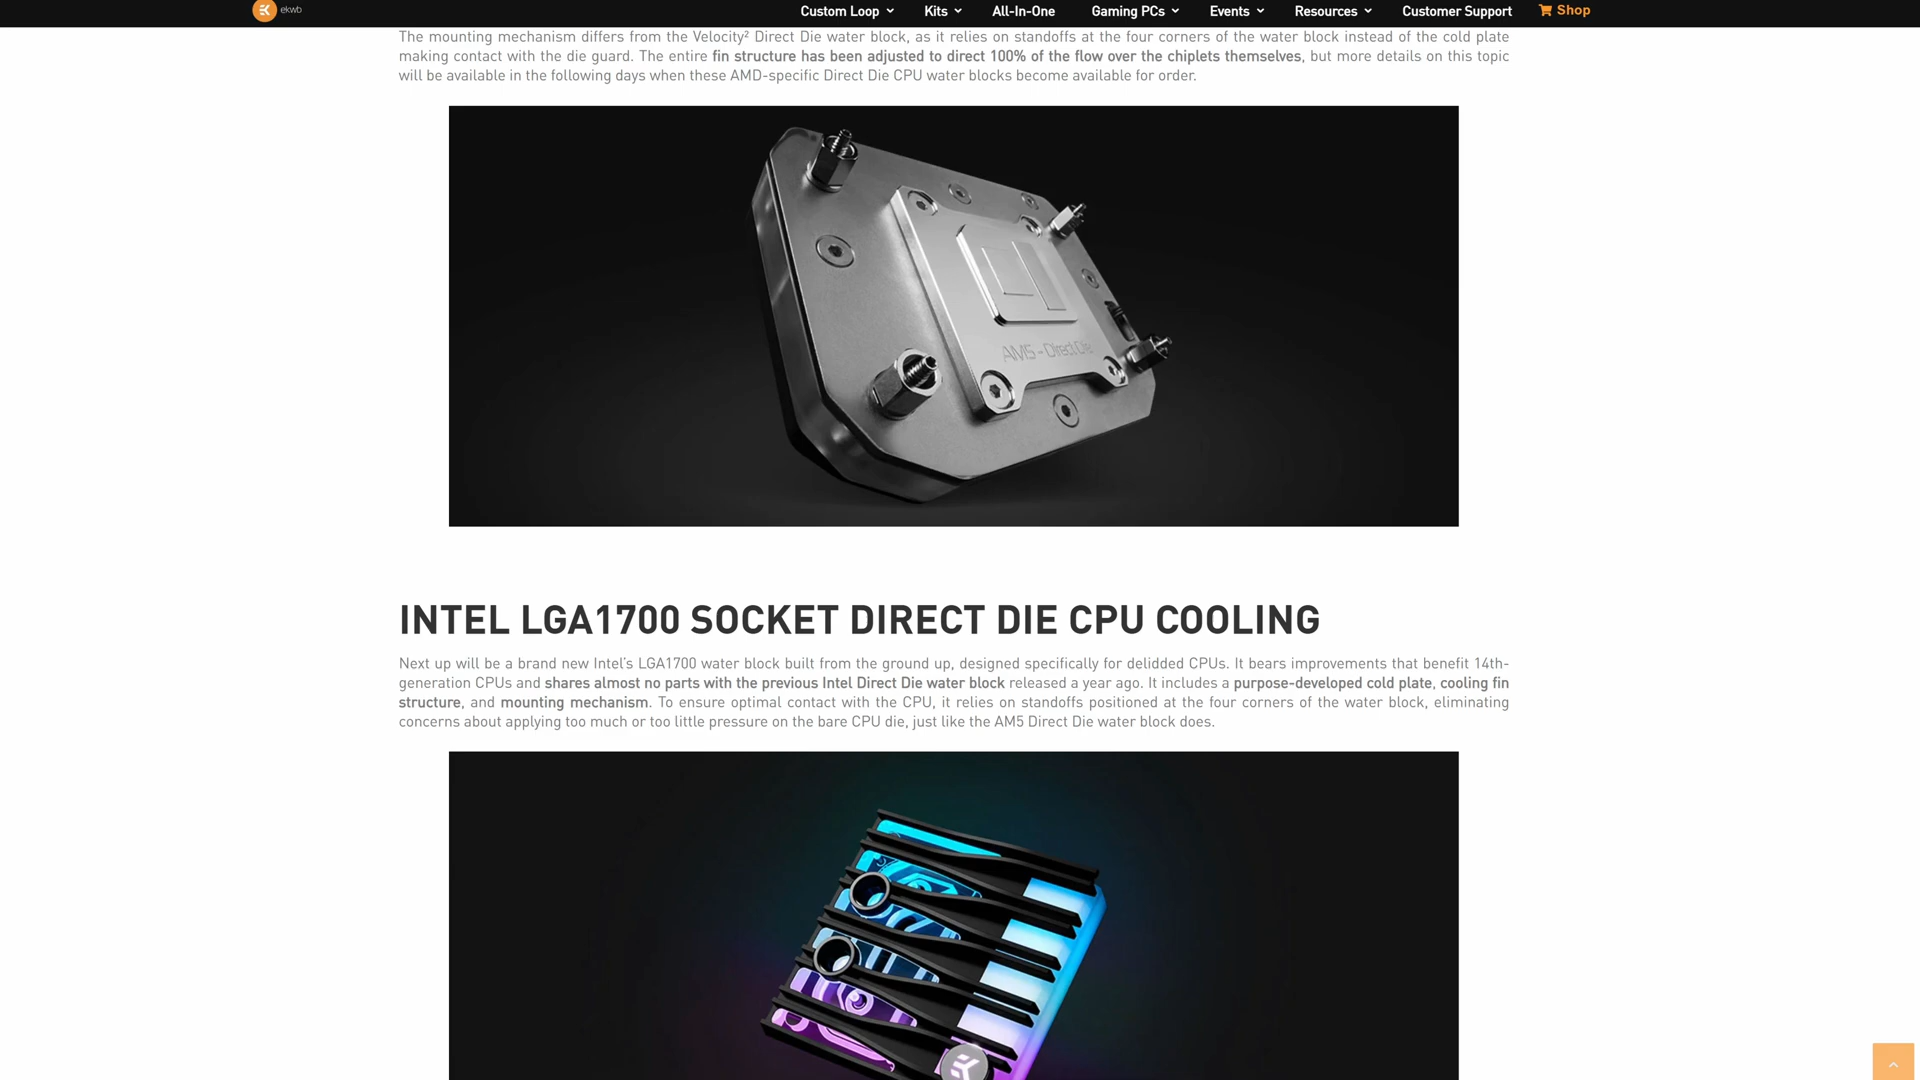 ekwb
Custom Loop Kits All-In-One Gaming PCs Events Resources Customer Support Shop
The mounting mechanism differs from the Velocity² Direct Die water block, as it relies on standoffs at the four corners of the water block instead of the cold plate
making contact with the die guard. The entire fin structure has been adjusted to direct 100% of the flow over the chiplets themselves, but more details on this topic
will be available in the following days when these AMD-specific Direct Die CPU water blocks become available for order.
AM5 - Direct Die
INTEL LGA1700 SOCKET DIRECT DIE CPU COOLING
Next up will be a brand new Intel's LGA1700 water block built from the ground up, designed specifically for delidded CPUs. It bears improvements that benefit 14th-
generation CPUs and shares almost no parts with the previous Intel Direct Die water block released a year ago. It includes a purpose-developed cold plate, cooling fin
structure, and mounting mechanism. To ensure optimal contact with the CPU, it relies on standoffs positioned at the four corners of the water block, eliminating
concerns about applying too much or too little pressure on the bare CPU die, just like the AM5 Direct Die water block does.